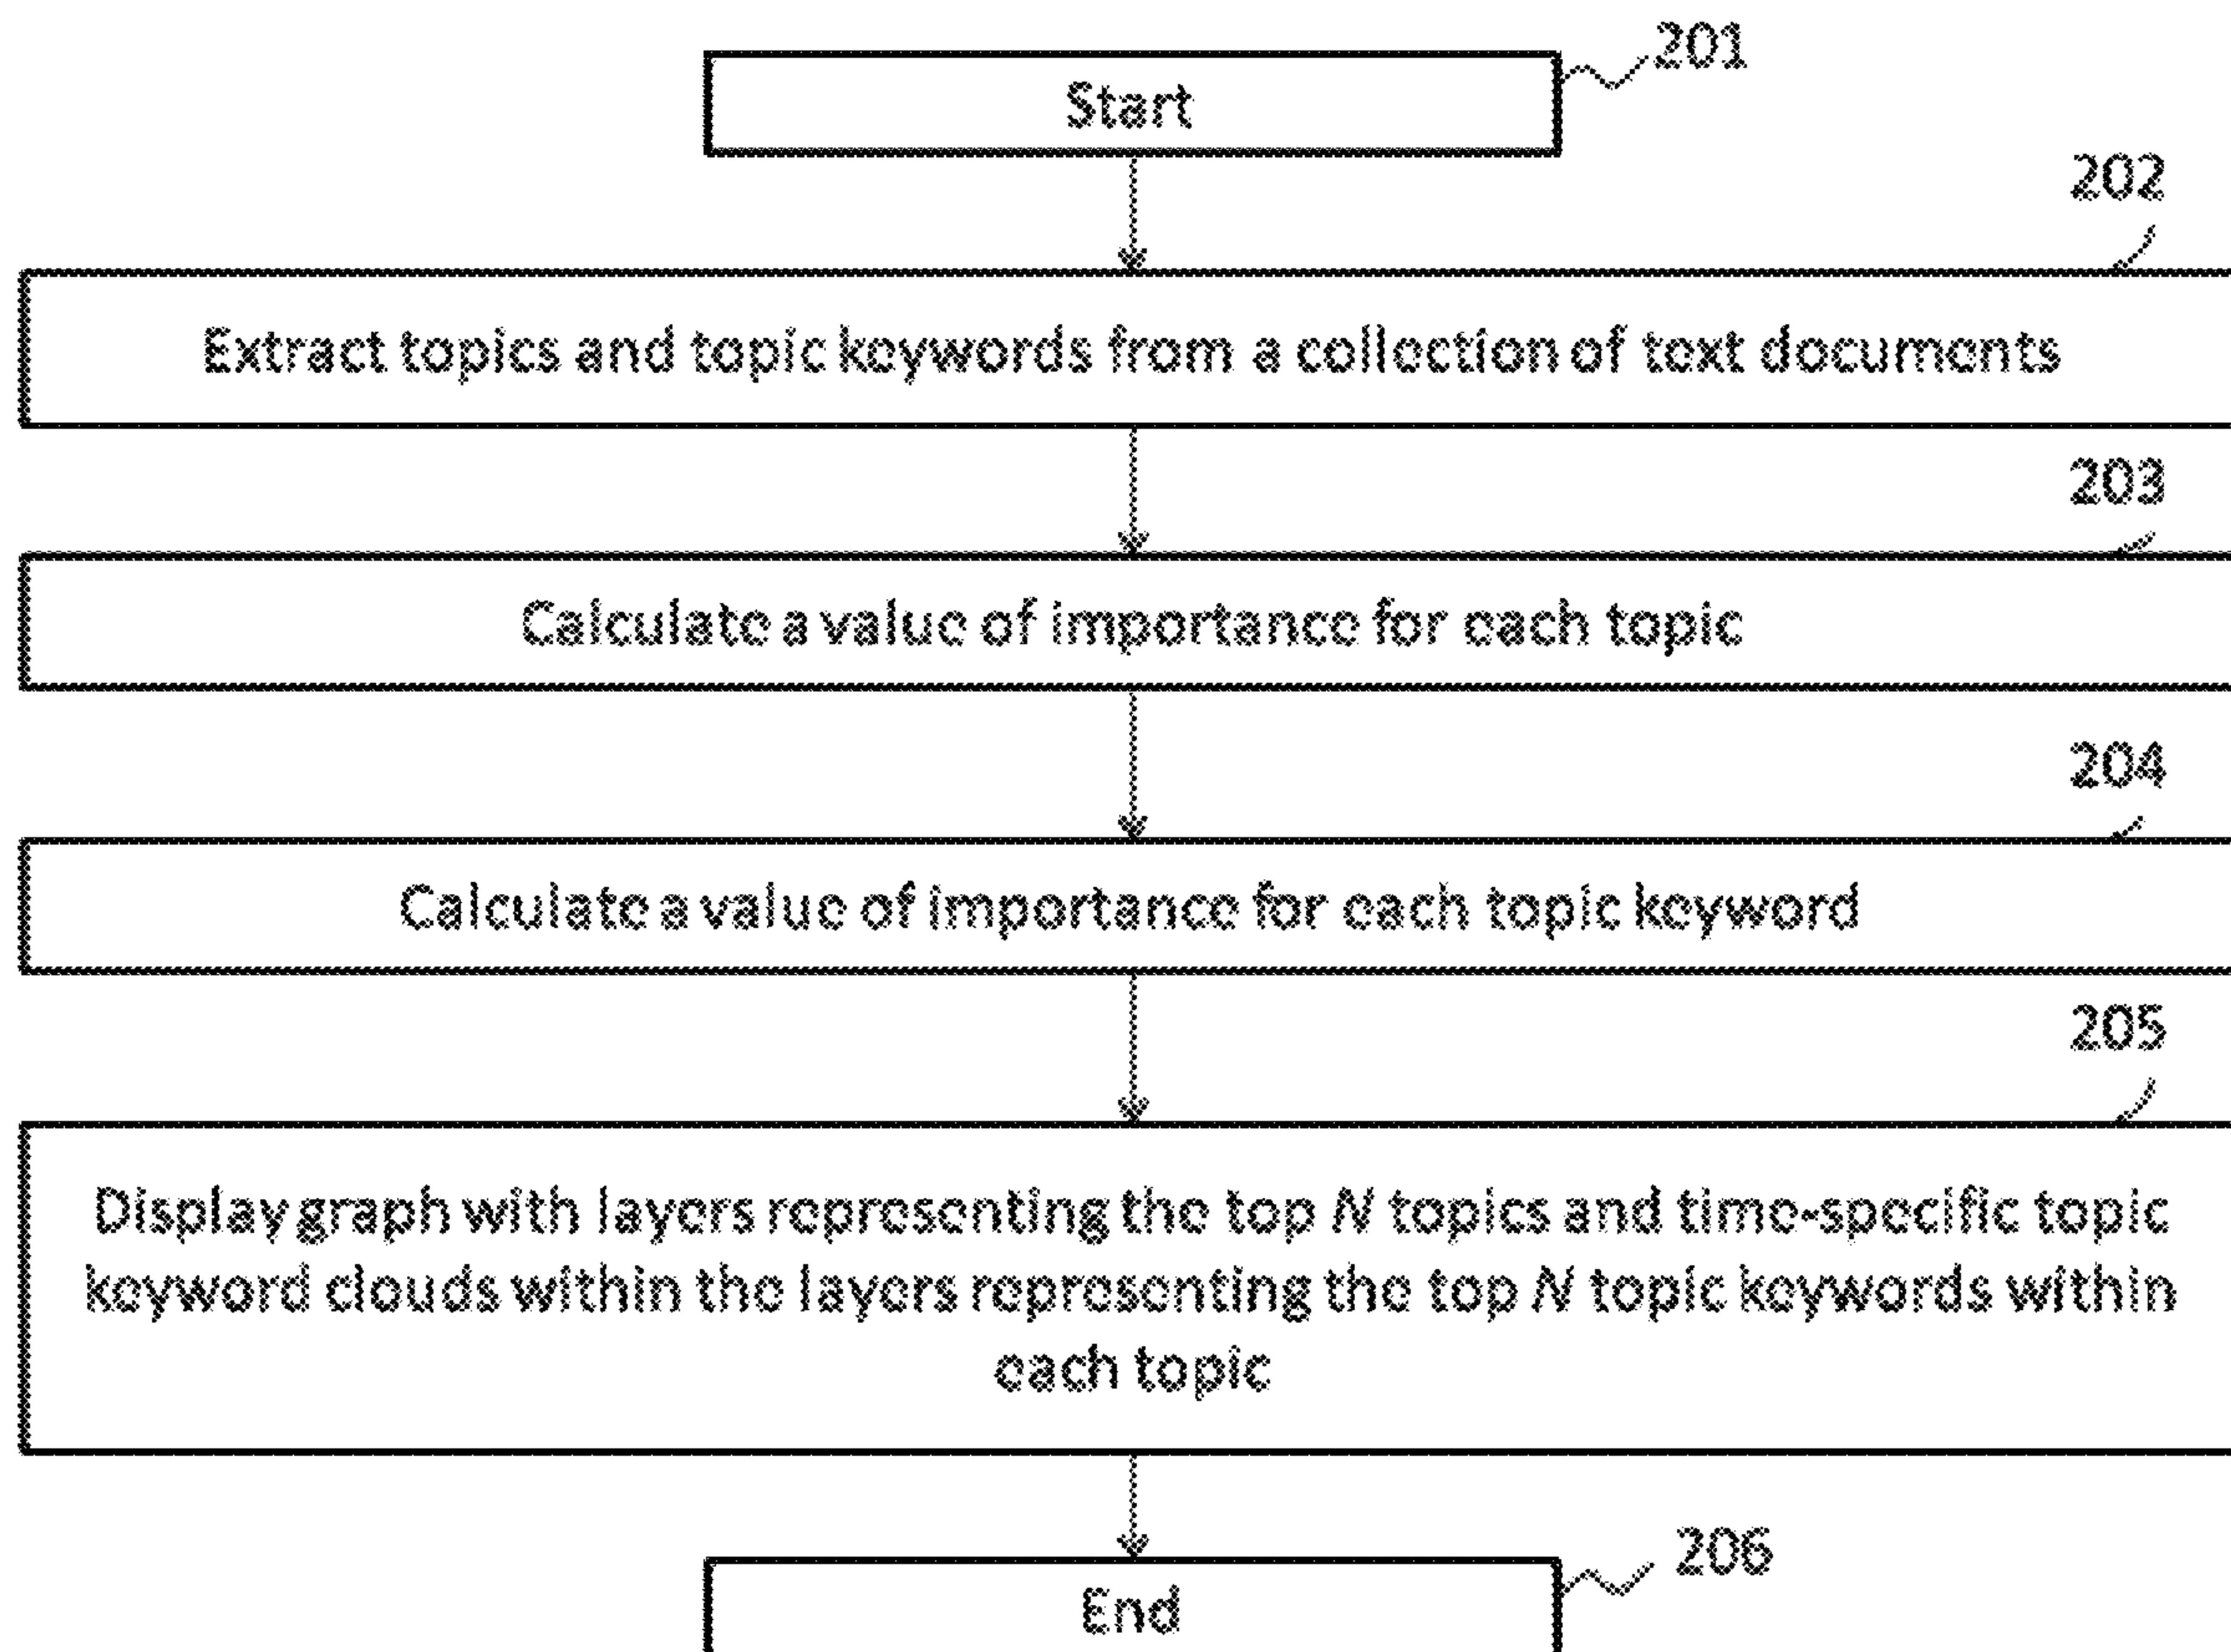 201
Start
202
Extract topics and topic keywords from a collection of text documents
203
Calculate a value of importance for each topic
204
Calculate a value of importance for each topic keyword
205
Display graph with layers representing the top N topics and time-specific topic
keyword clouds within the layers representing the top N topic keywords within
each topic
206
End